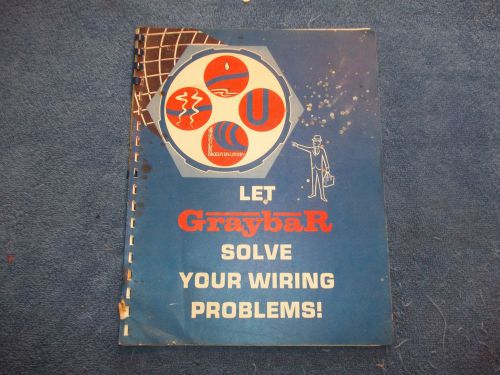 LET
GraybaR
SOLVE
YOUR WIRING
PROBLEMS!